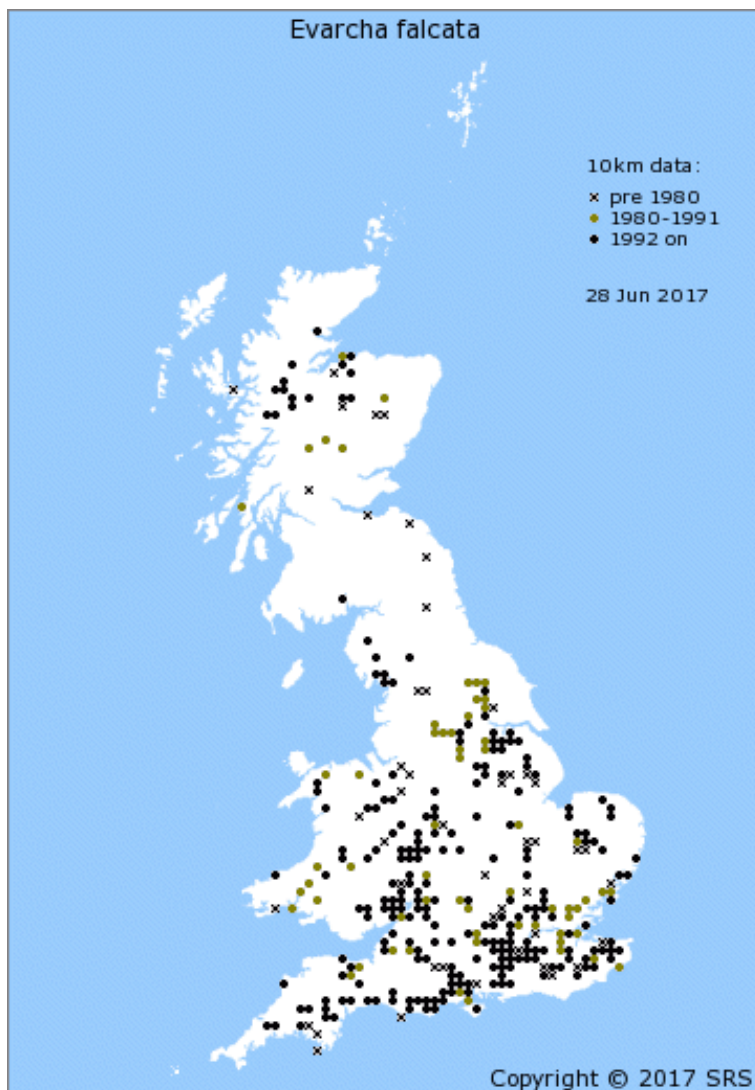 Evarcha falcata
10km data:
pre 1980
1980-1991
1992 on
28 Jun 2017
Copyright © 2017 SRS